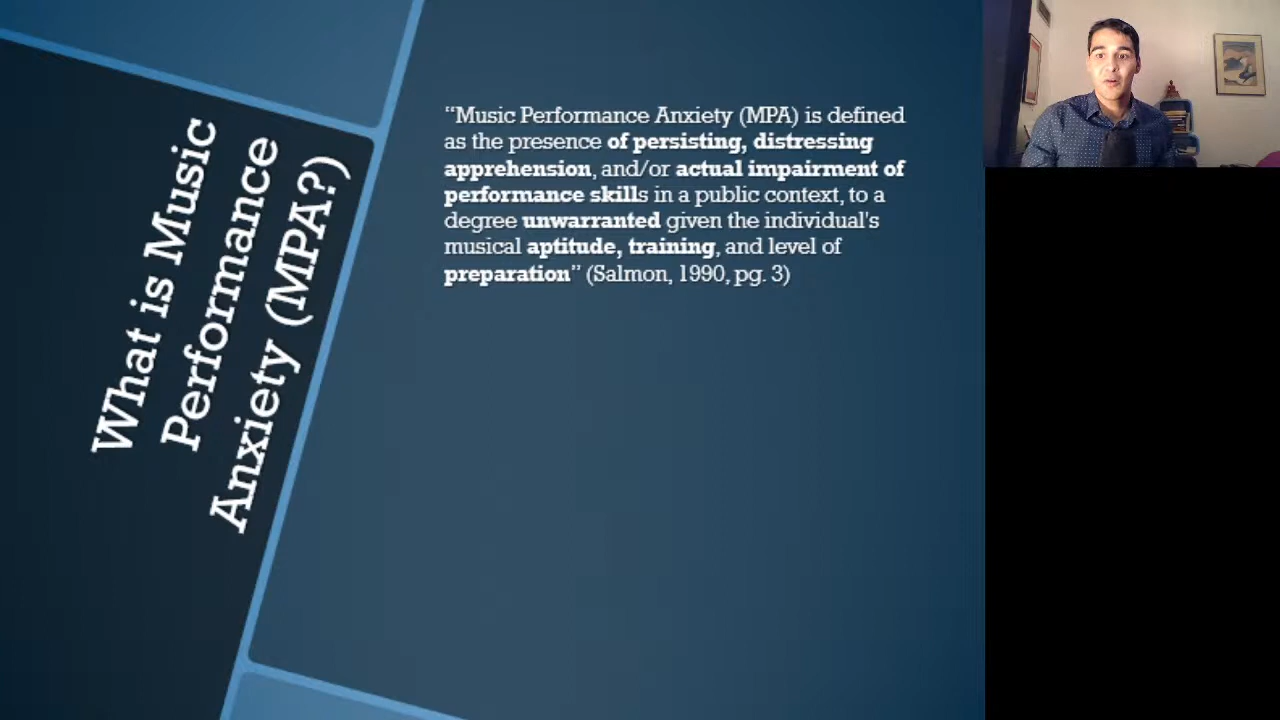 What is Music
Performance
Anxiety (MPA?)
“Music Performance Anxiety (MPA) is defined
as the presence of persisting, distressing
apprehension, and/or actual impairment of
performance skills in a public context, to a
degree unwarranted given the individual's
musical aptitude, training, and level of
preparation” (Salmon, 1990, pg. 3)